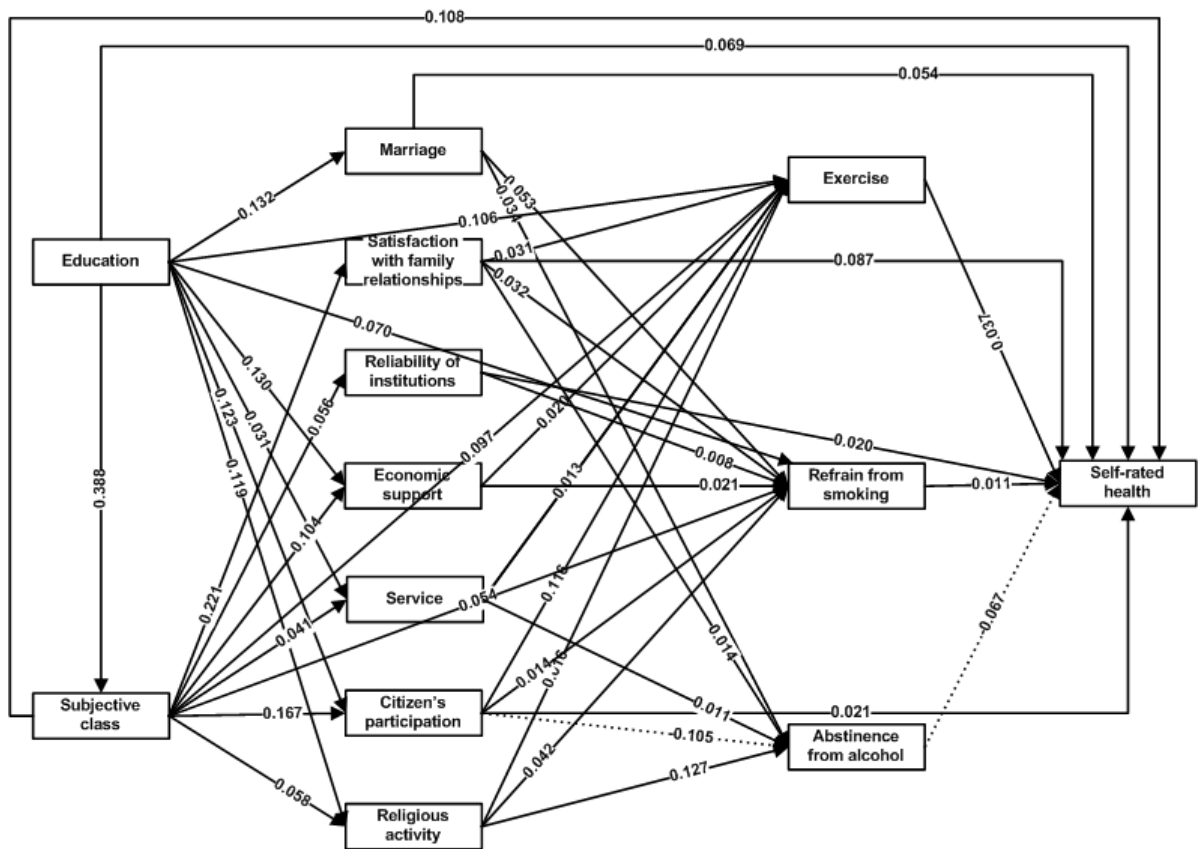 0.108
0.069
0.054
Marriage
0.053
0.034
0.132
Exercise
0.106
Education
Satisfaction
with family
relationships
0.031
0.087
0.032
0.070
0.037
Reliability of
institutions
0.130
0.056
0.123
0.031
0.097
0.020
0.020
0.008
Economic
support
0.013
0.021
Refrain from
smoking
0.011
Self-rated
health
0.388
0.119
0.104
Service
0.054
0.116
0.221
0.041
0.067
0.014
0.014
Subjective
class
0.167
Citizen's
participation
0.011
0.021
-0.105
Abstinence
from alcohol
0.042
0.127
0.058
Religious
activity